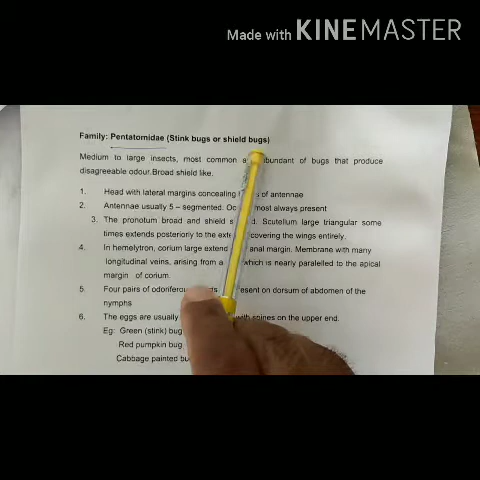 Made with KINEMASTER
Family: Pentatomidae (Stink bugs or shield bugs)
Medium to large insects, most common a bundant of bugs that produce
disagreeable odour. Broad shield like.
1. Head with lateral margins concealing of antennae
2. Antennae usually 5 – segmented. most always present
3. The pronotum broad and shield Scutellum large triangular some
times extends posteriorly to the covering the wings entirely.
4. In hemelytron, corium large extend anal margin. Membrane with many
longitudinal veins, arising from a which is nearly paralelled to the apical
margin of corium.
5. Four pairs of odoriferous present on dorsum of abdomen of the
nymphs
6. The eggs are usually with spines on the upper end.
Eg: Green (stink) bug
Red pumpkin bug
Cabbage painted